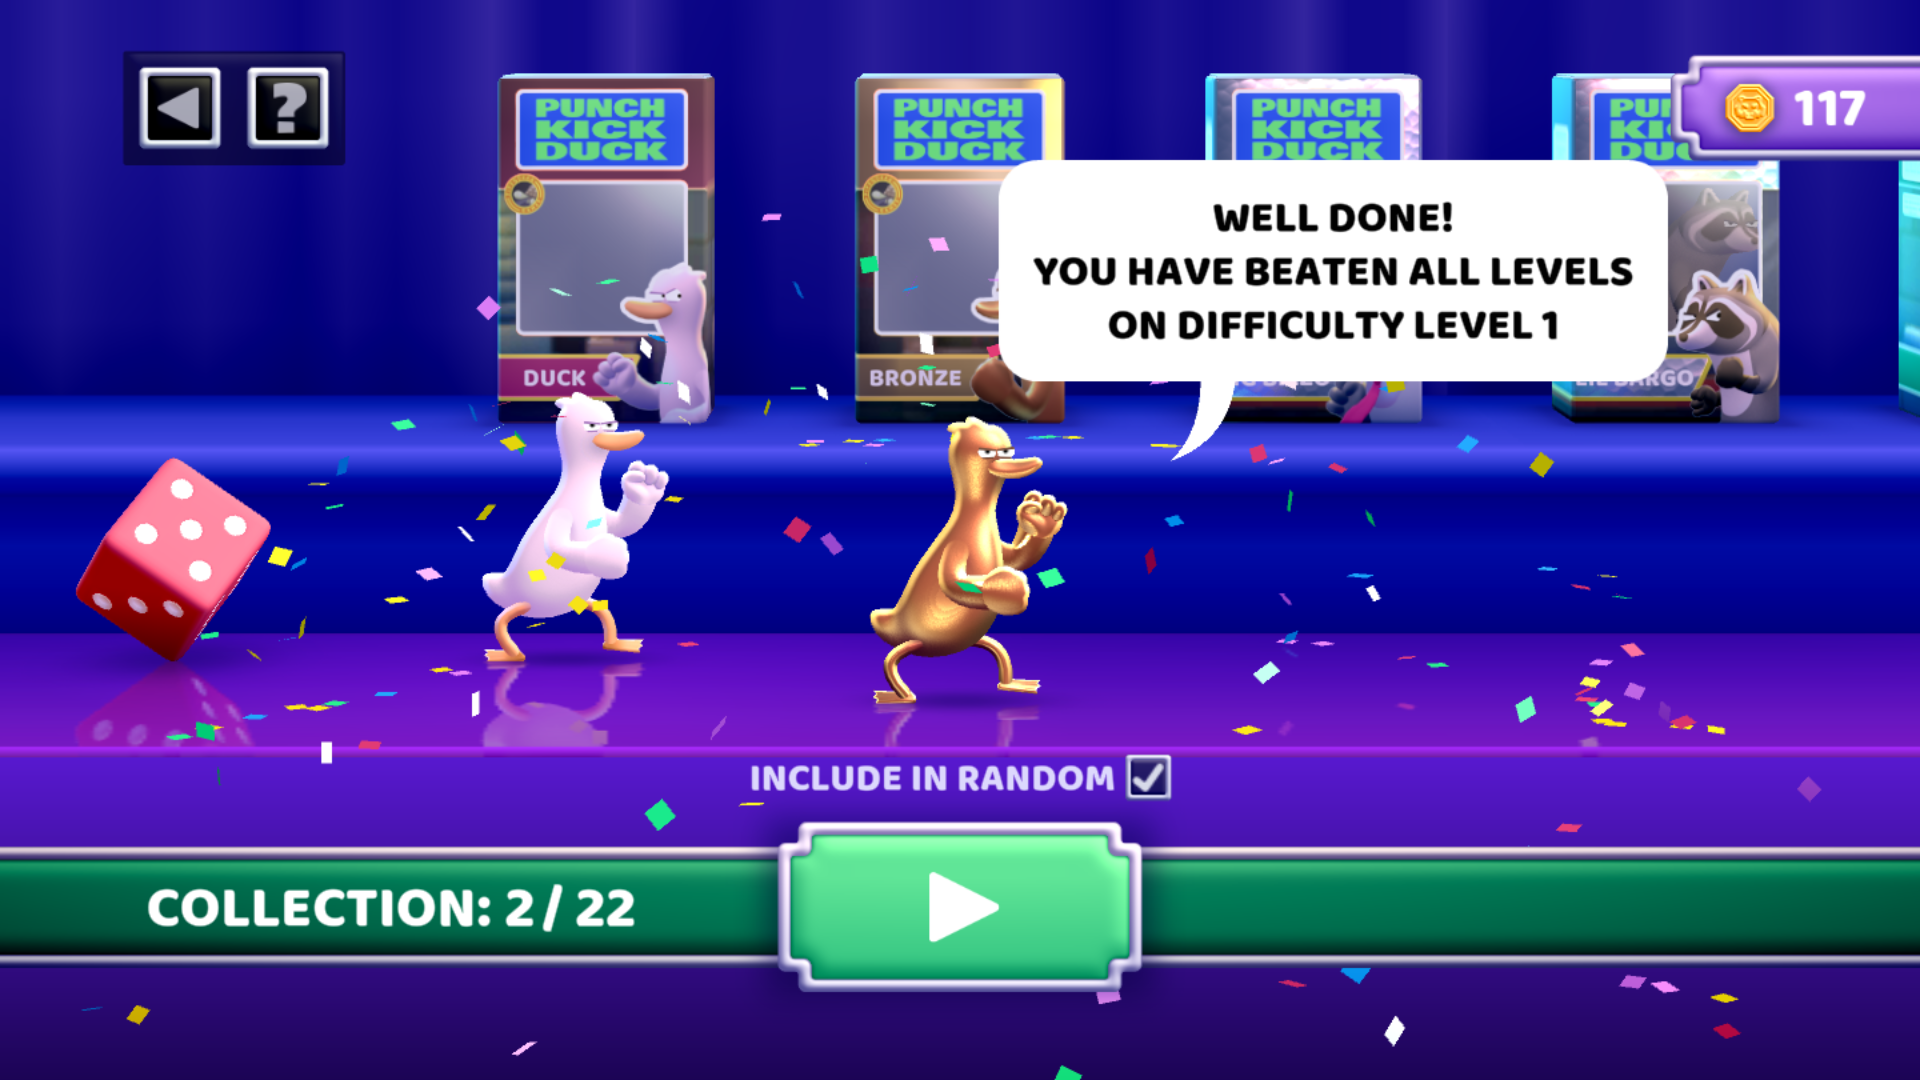 ?
117
PUNCH
KICK
DUCK
DUCK
PUNCH
KICK
DUCK
BRONZE
PUNCH
KICK
DUCK
WELL DONE!
YOU HAVE BEATEN ALL LEVELS
ON DIFFICULTY LEVEL 1
INCLUDE IN RANDOM
COLLECTION: 2 / 22